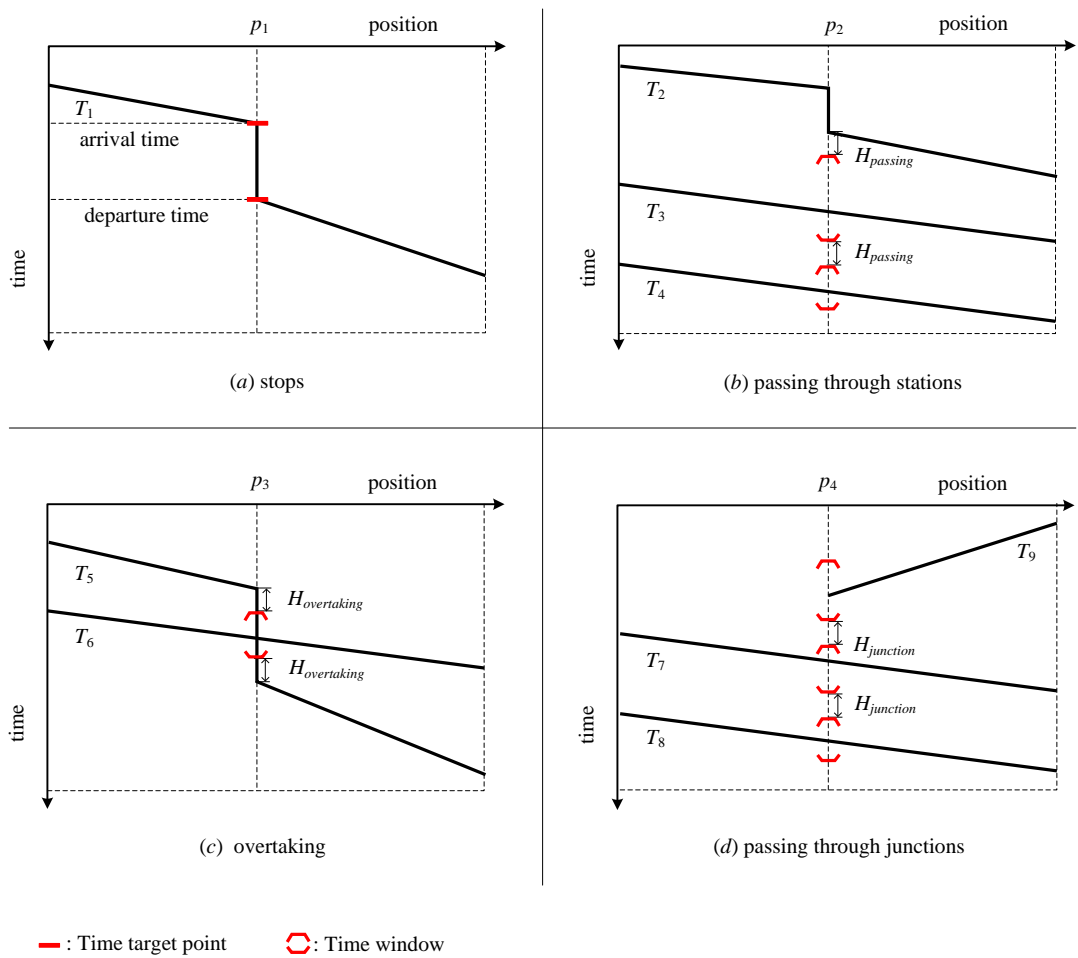 p1 position
T1
arrival time
departure time
time
(a) stops
p2 position
T2
Hpassing
T3
Hpassing
T4
time
(b) passing through stations
p3 position
T5
Hovertaking
T6
Hovertaking
time
(c) overtaking
p4 position
T9
Hjunction
T7
Hjunction
T8
time
(d) passing through junctions
: Time target point : Time window